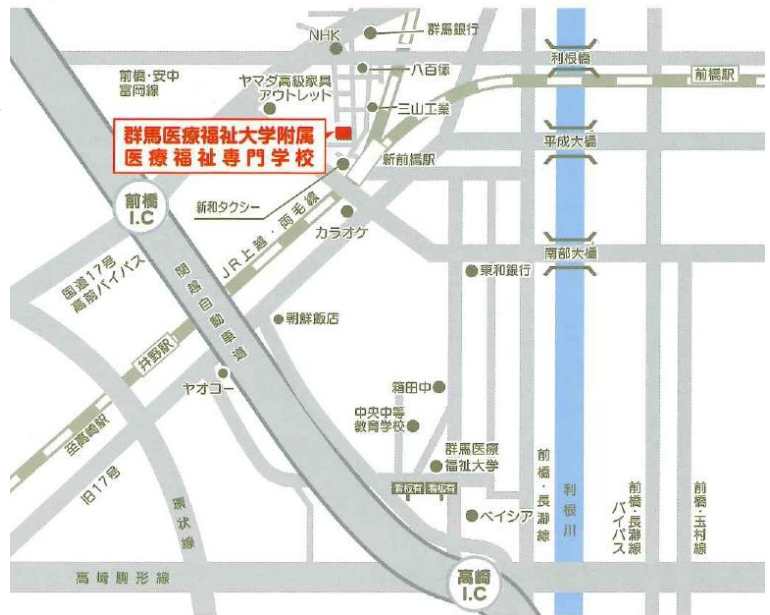 NHK
群馬銀行
八百億
利根橋
前橋駅
前橋・安中
富岡線
ヤマダ高級家具
アウトレット
三山工業
群馬医療福祉大学附属
医療福祉専門学校
平成大橋
新前橋駅
前橋
I.C
新和タクシー
カラオケ
JR上越・両毛線
南部大橋
東和銀行
国道17号
高前バイパス
関越自動車道
朝鮮飯店
井野駅
ヤオコー
箱田中
中央中等
教育学校
至高崎駅
群馬医療
福祉大学
旧17号
看板有
看板有
環状線
ベイシア
前橋・長瀞線
利根川
前橋・長瀞線
バイパス
前橋・玉村線
高崎駒形線
高崎
I.C